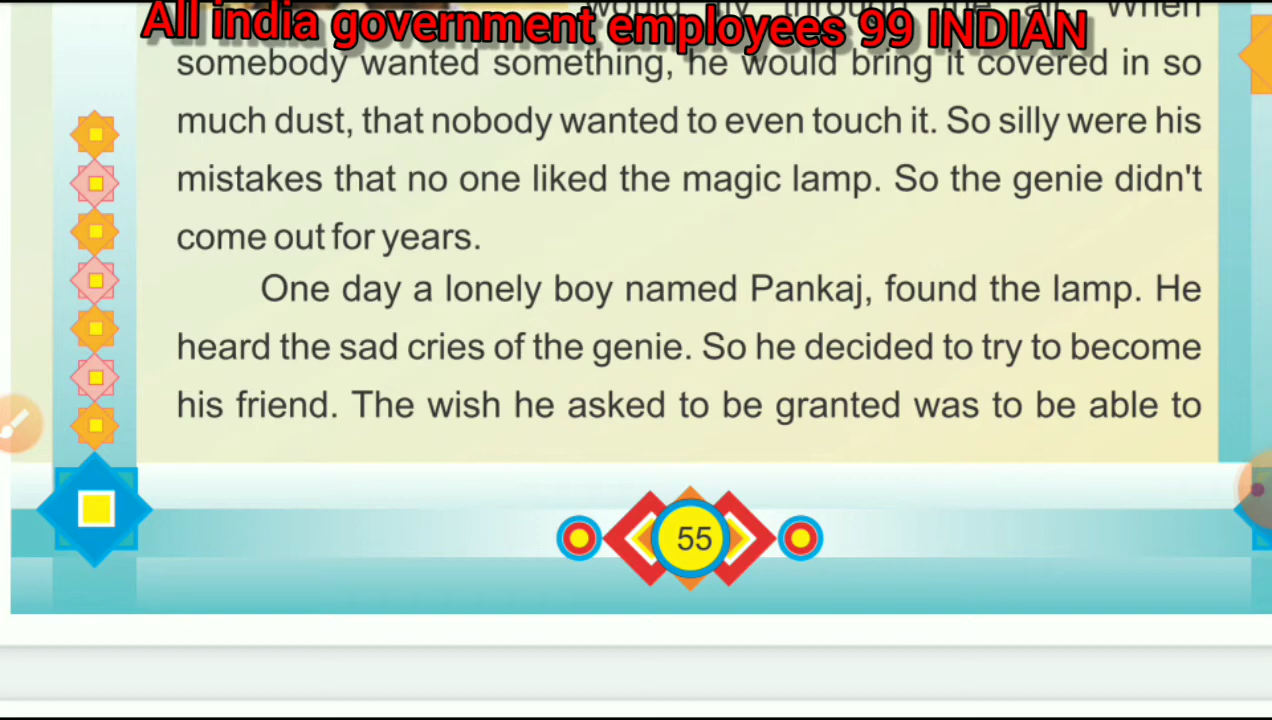 would through the When
All india government employees 99 INDIAN
somebody wanted something, he would bring it covered in so
much dust, that nobody wanted to even touch it. So silly were his
mistakes that no one liked the magic lamp. So the genie didn't
come out for years.
One day a lonely boy named Pankaj, found the lamp. He
heard the sad cries of the genie. So he decided to try to become
his friend. The wish he asked to be granted was to be able to
55